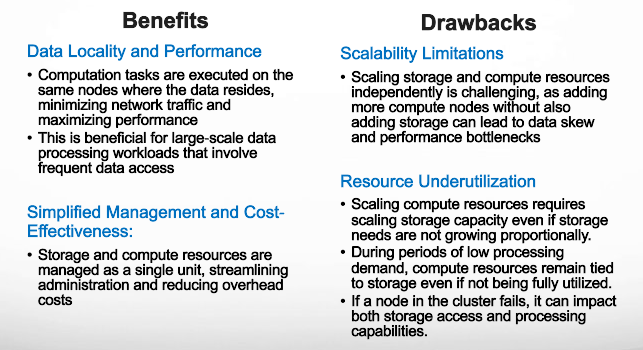 Benefits
Data Locality and Performance
• Computation tasks are executed on the
same nodes where the data resides,
minimizing network traffic and
maximizing performance
• This is beneficial for large-scale data
processing workloads that involve
frequent data access
Simplified Management and Cost-
Effectiveness:
• Storage and compute resources are
managed as a single unit, streamlining
administration and reducing overhead
costs
Drawbacks
Scalability Limitations
• Scaling storage and compute resources
independently is challenging, as adding
more compute nodes without also
adding storage can lead to data skew
and performance bottlenecks
Resource Underutilization
• Scaling compute resources requires
scaling storage capacity even if storage
needs are not growing proportionally.
• During periods of low processing
demand, compute resources remain tied
to storage even if not being fully utilized.
• If a node in the cluster fails, it can impact
both storage access and processing
capabilities.